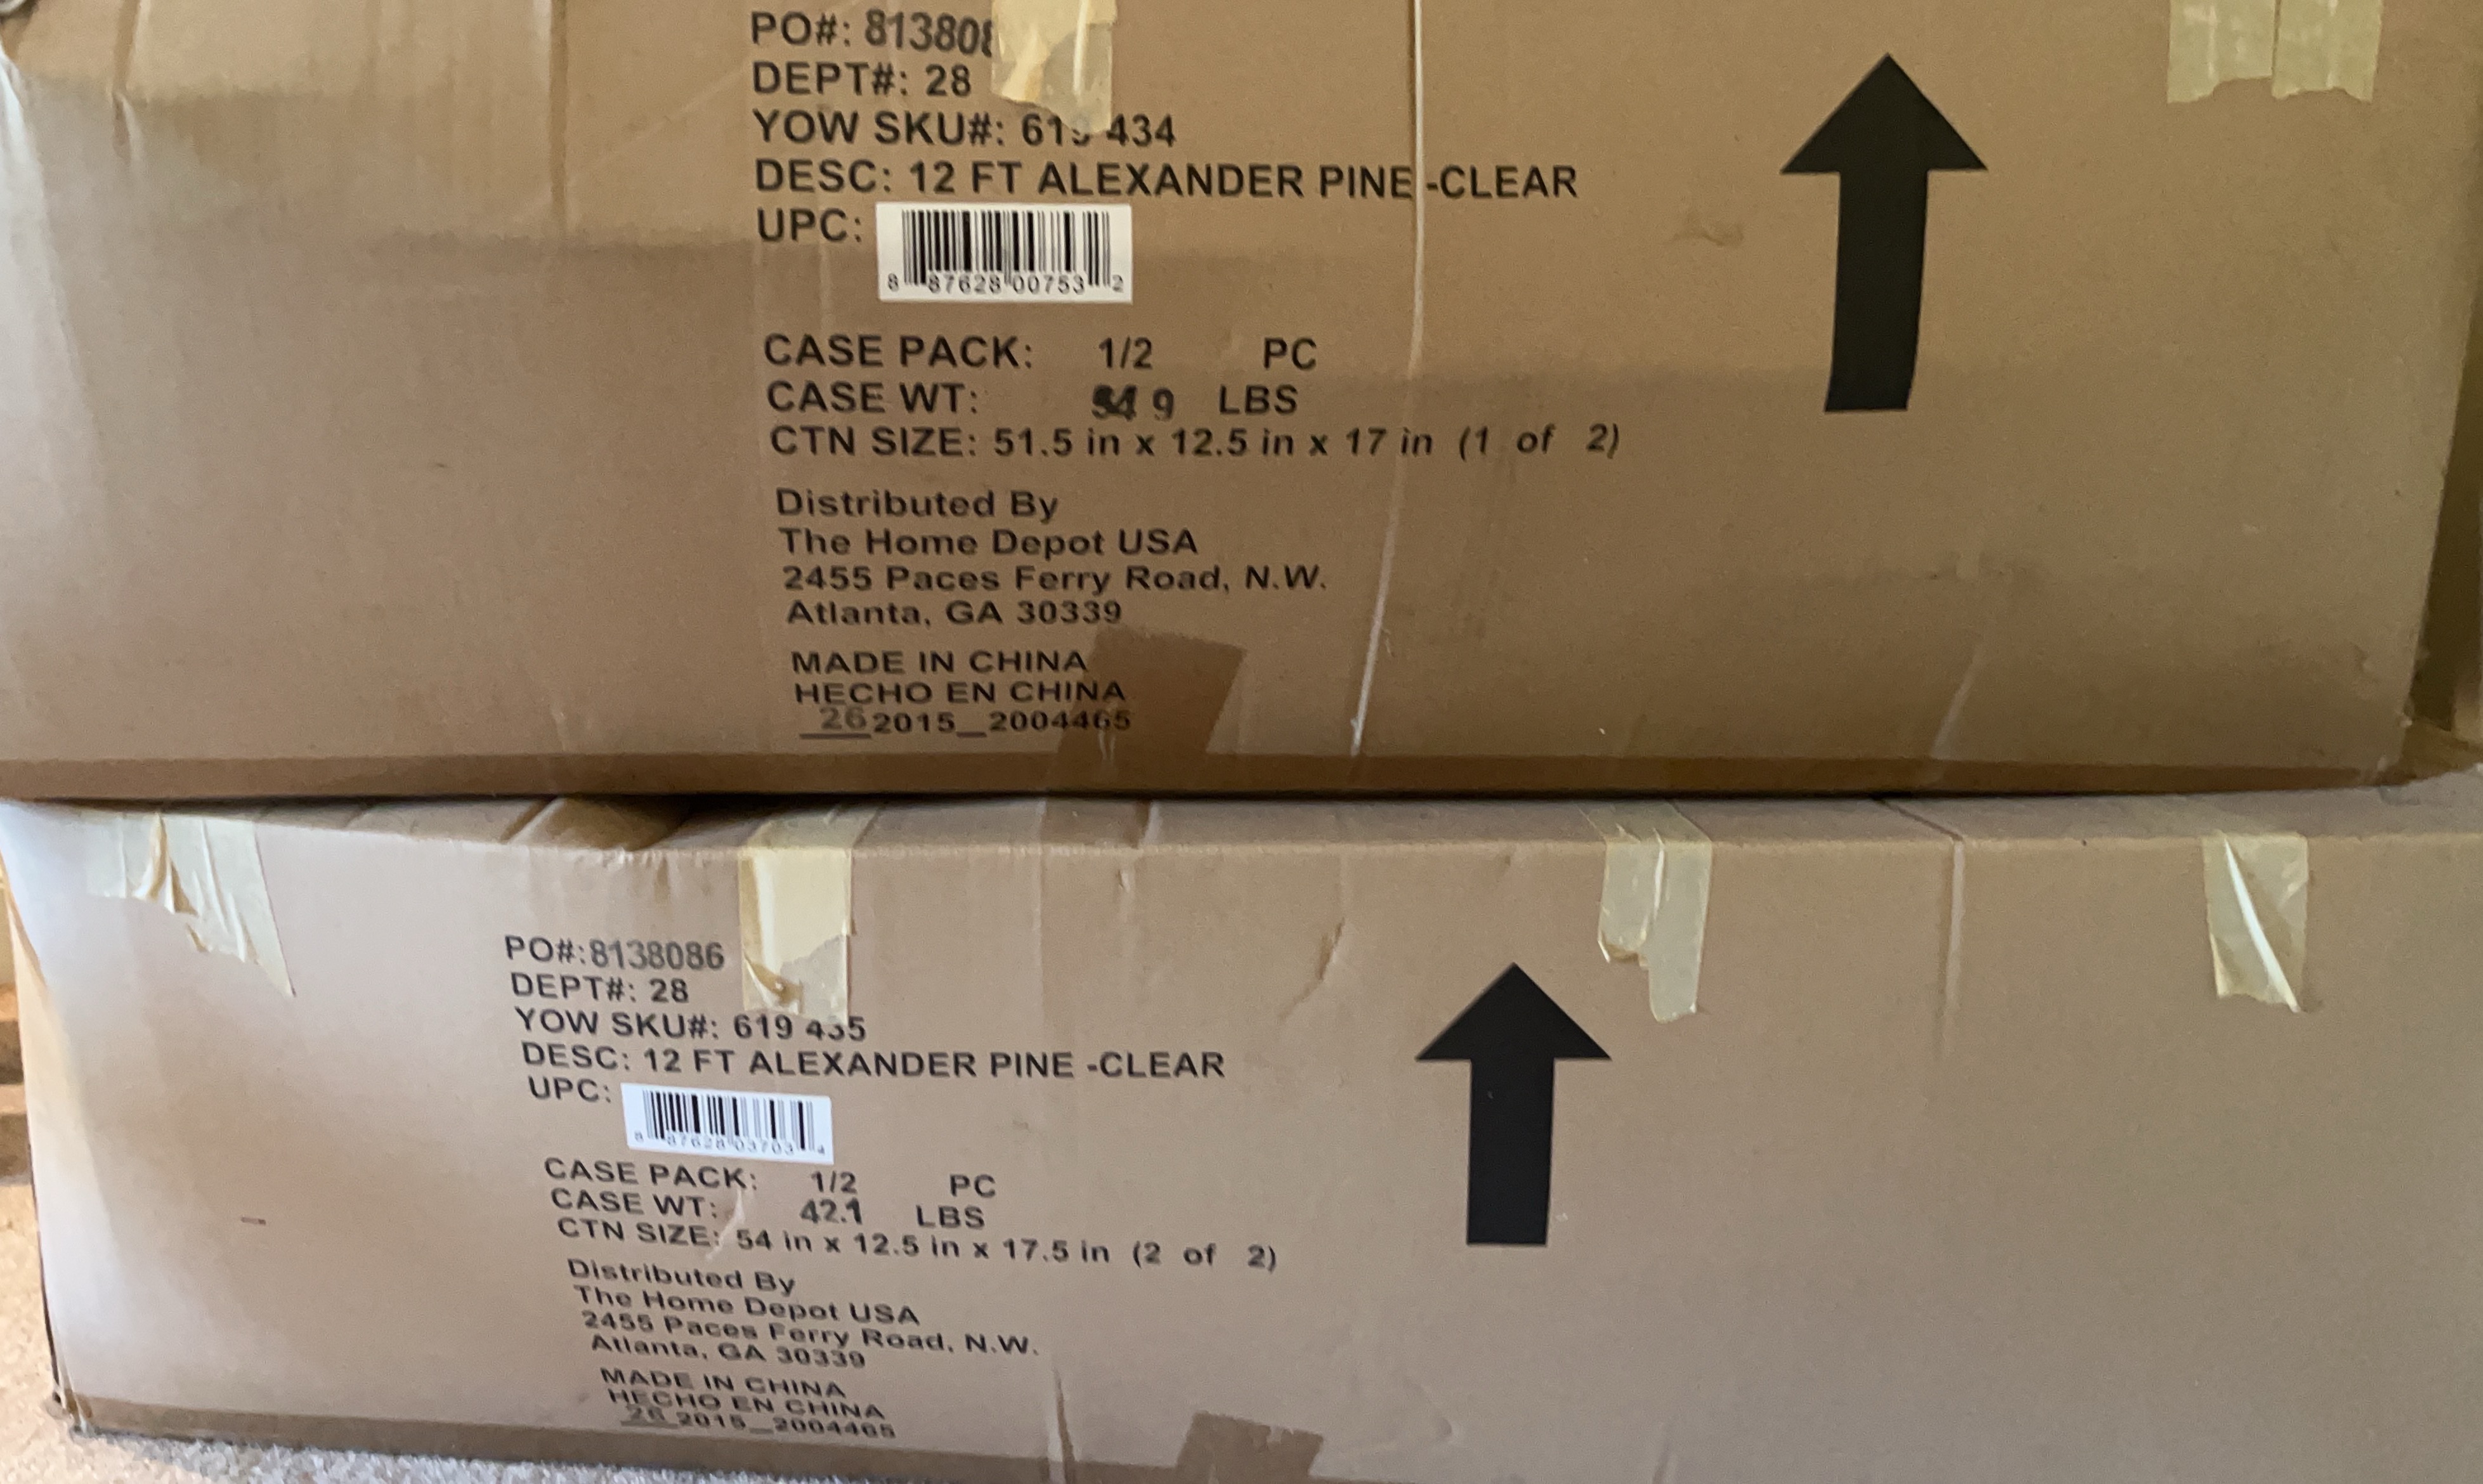 PO#: 813808
DEPT#: 28
YOW SKU#: 619 434
DESC: 12 FT ALEXANDER PINE -CLEAR
UPC:
8 87628 00753 2
CASE PACK: 1/2 PC
CASE WT: LBS
CTN SIZE: 51.5 in x 12.5 in x 17 in (1 of 2)
Distributed By
The Home Depot USA
2455 Paces Ferry Road, N.W.
Atlanta, GA 30339
MADE IN CHINA
HECHO EN CHINA
26 2015_2004465
PO#:8138086
DEPT#: 28
YOW SKU#: 619 435
DESC: 12 FT ALEXANDER PINE -CLEAR
UPC:
8 87628 03703 4
CASE PACK: 1/2 PC
CASE WT: 42.1 LBS
CTN SIZE: 54 in x 12.5 in x 17.5 in (2 of 2)
Distributed By
The Home Depot USA
2455 Paces Ferry Road, N.W.
Atlanta, GA 30339
MADE IN CHINA
HECHO EN CHINA
26 2015_2004465